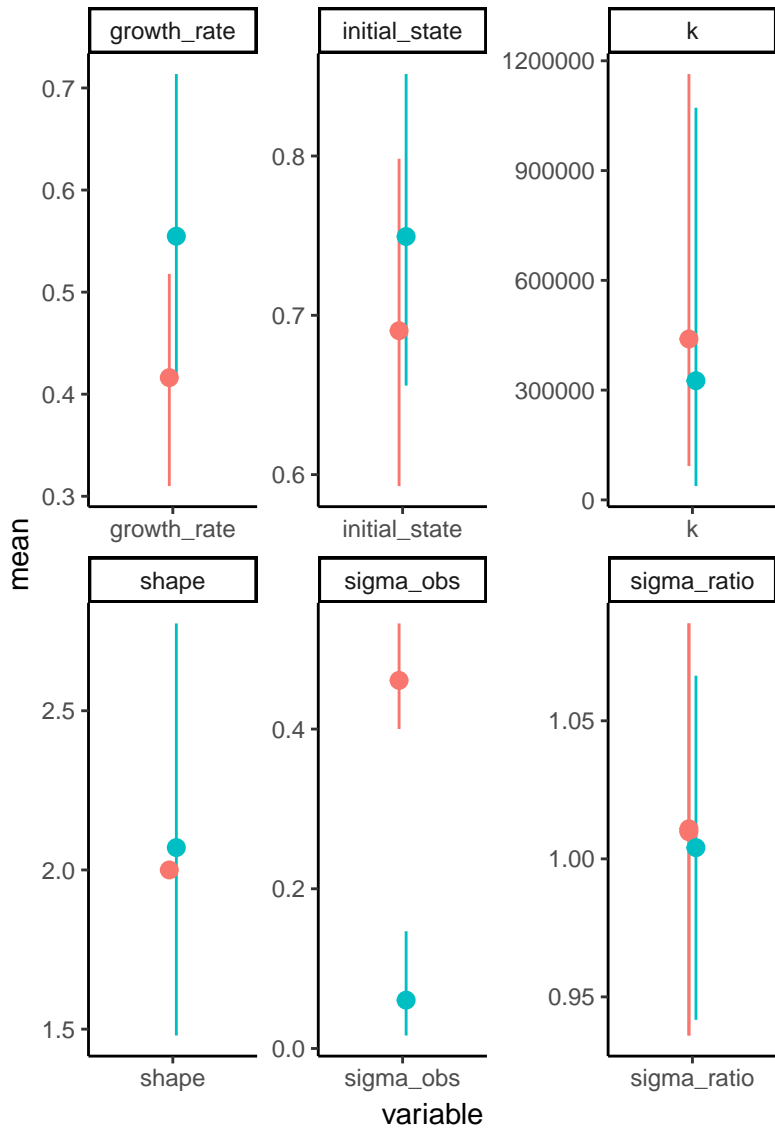 growth_rate
initial_state
k
0.7
0.6
0.5
0.4
0.3
0.8
0.7
0.6
1200000
900000
600000
300000
0
growth_rate
initial_state
k
mean
shape
sigma_obs
sigma_ratio
2.5
2.0
1.5
0.4
0.2
0.0
1.05
1.00
0.95
shape
sigma_obs
sigma_ratio
variable